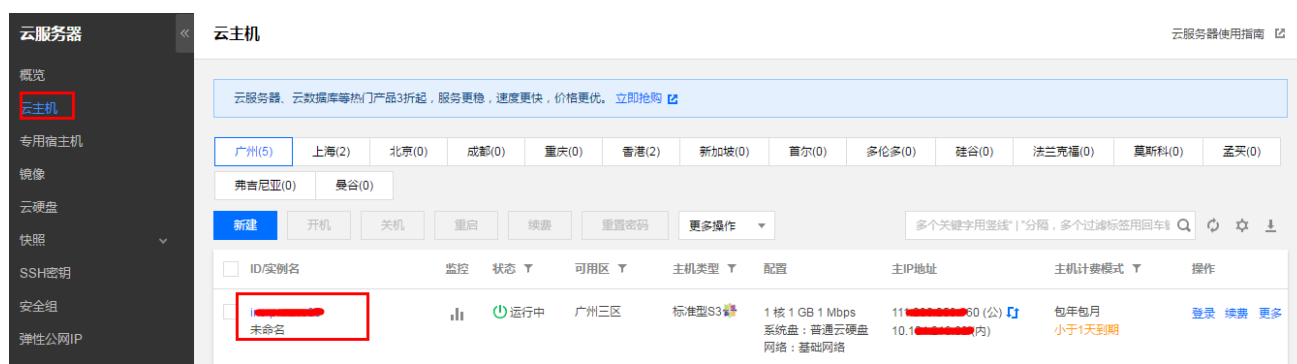 云服务器
«
云主机
云服务器使用指南
概览
云主机
专用宿主机
镜像
云硬盘
快照
SSH密钥
安全组
弹性公网IP
云服务器、云数据库等热门产品3折起，服务更稳，速度更快，价格更优。 立即抢购
广州(5) 上海(2) 北京(0) 成都(0) 重庆(0) 香港(2) 新加坡(0) 首尔(0) 多伦多(0) 硅谷(0) 法兰克福(0) 莫斯科(0) 孟买(0)
弗吉尼亚(0) 曼谷(0)
新建 开机 关机 重启 续费 重置密码 更多操作 多个关键字用竖线"|"分隔，多个过滤标签用回车
ID/实例名 监控 状态 可用区 主机类型 配置 主IP地址 主机计费模式 操作
运行中 广州三区 标准型S3 1 核 1 GB 1 Mbps (公) 包年包月 登录 续费 更多
未命名 系统盘：普通云硬盘 (内) 小于1天到期
网络：基础网络